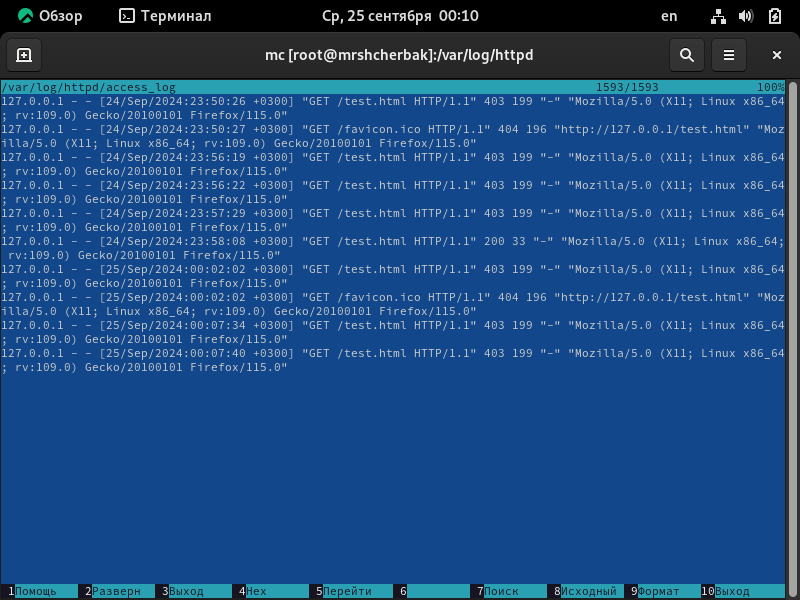 Обзор Терминал Ср, 25 сентября 00:10 en
mc [root@mrshcherbak]:/var/log/httpd
/var/log/httpd/access_log 1593/1593 100%
127.0.0.1 - - [24/Sep/2024:23:50:26 +0300] "GET /test.html HTTP/1.1" 403 199 "-" "Mozilla/5.0 (X11; Linux x86_64
; rv:109.0) Gecko/20100101 Firefox/115.0"
127.0.0.1 - - [24/Sep/2024:23:50:27 +0300] "GET /favicon.ico HTTP/1.1" 404 196 "http://127.0.0.1/test.html" "Moz
illa/5.0 (X11; Linux x86_64; rv:109.0) Gecko/20100101 Firefox/115.0"
127.0.0.1 - - [24/Sep/2024:23:56:19 +0300] "GET /test.html HTTP/1.1" 403 199 "-" "Mozilla/5.0 (X11; Linux x86_64
; rv:109.0) Gecko/20100101 Firefox/115.0"
127.0.0.1 - - [24/Sep/2024:23:56:22 +0300] "GET /test.html HTTP/1.1" 403 199 "-" "Mozilla/5.0 (X11; Linux x86_64
; rv:109.0) Gecko/20100101 Firefox/115.0"
127.0.0.1 - - [24/Sep/2024:23:57:29 +0300] "GET /test.html HTTP/1.1" 403 199 "-" "Mozilla/5.0 (X11; Linux x86_64
; rv:109.0) Gecko/20100101 Firefox/115.0"
127.0.0.1 - - [24/Sep/2024:23:58:08 +0300] "GET /test.html HTTP/1.1" 200 33 "-" "Mozilla/5.0 (X11; Linux x86_64;
 rv:109.0) Gecko/20100101 Firefox/115.0"
127.0.0.1 - - [25/Sep/2024:00:02:02 +0300] "GET /test.html HTTP/1.1" 403 199 "-" "Mozilla/5.0 (X11; Linux x86_64
; rv:109.0) Gecko/20100101 Firefox/115.0"
127.0.0.1 - - [25/Sep/2024:00:02:02 +0300] "GET /favicon.ico HTTP/1.1" 404 196 "http://127.0.0.1/test.html" "Moz
illa/5.0 (X11; Linux x86_64; rv:109.0) Gecko/20100101 Firefox/115.0"
127.0.0.1 - - [25/Sep/2024:00:07:34 +0300] "GET /test.html HTTP/1.1" 403 199 "-" "Mozilla/5.0 (X11; Linux x86_64
; rv:109.0) Gecko/20100101 Firefox/115.0"
127.0.0.1 - - [25/Sep/2024:00:07:40 +0300] "GET /test.html HTTP/1.1" 403 199 "-" "Mozilla/5.0 (X11; Linux x86_64
; rv:109.0) Gecko/20100101 Firefox/115.0"
1Помощь 2Разверн 3Выход 4Hex 5Перейти 6 7Поиск 8Исходный 9Формат 10Выход